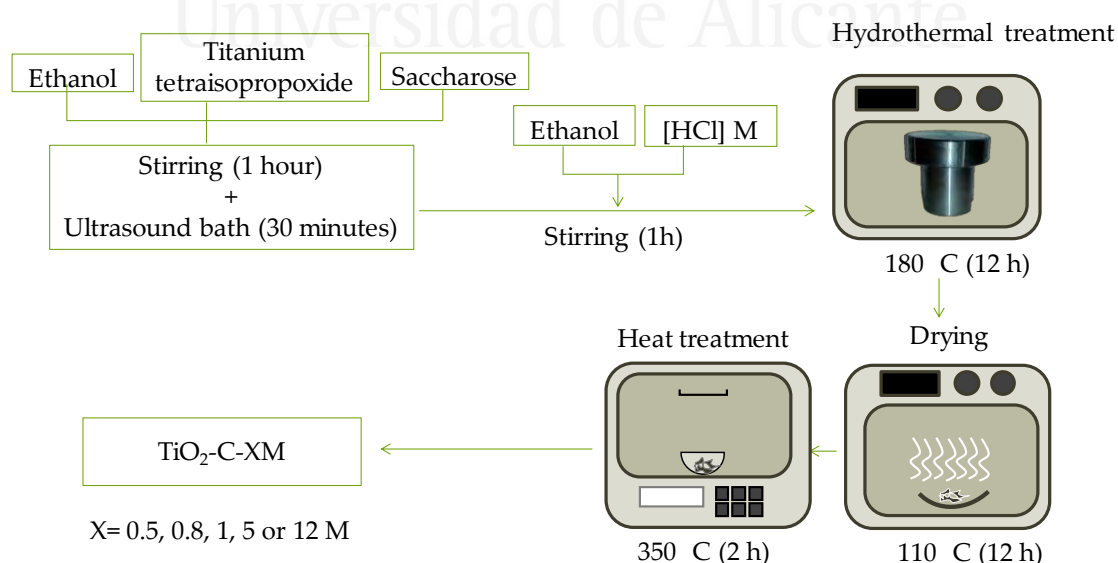 Universidad de Alicante
Hydrothermal treatment
Titanium
tetraisopropoxide
Ethanol
Saccharose
Ethanol
[HCl] M
Stirring (1 hour)
+
Ultrasound bath (30 minutes)
Stirring (1h)
180 C (12 h)
Heat treatment
Drying
TiO₂-C-XM
X= 0.5, 0.8, 1, 5 or 12 M
350 C (2 h)
110 C (12 h)